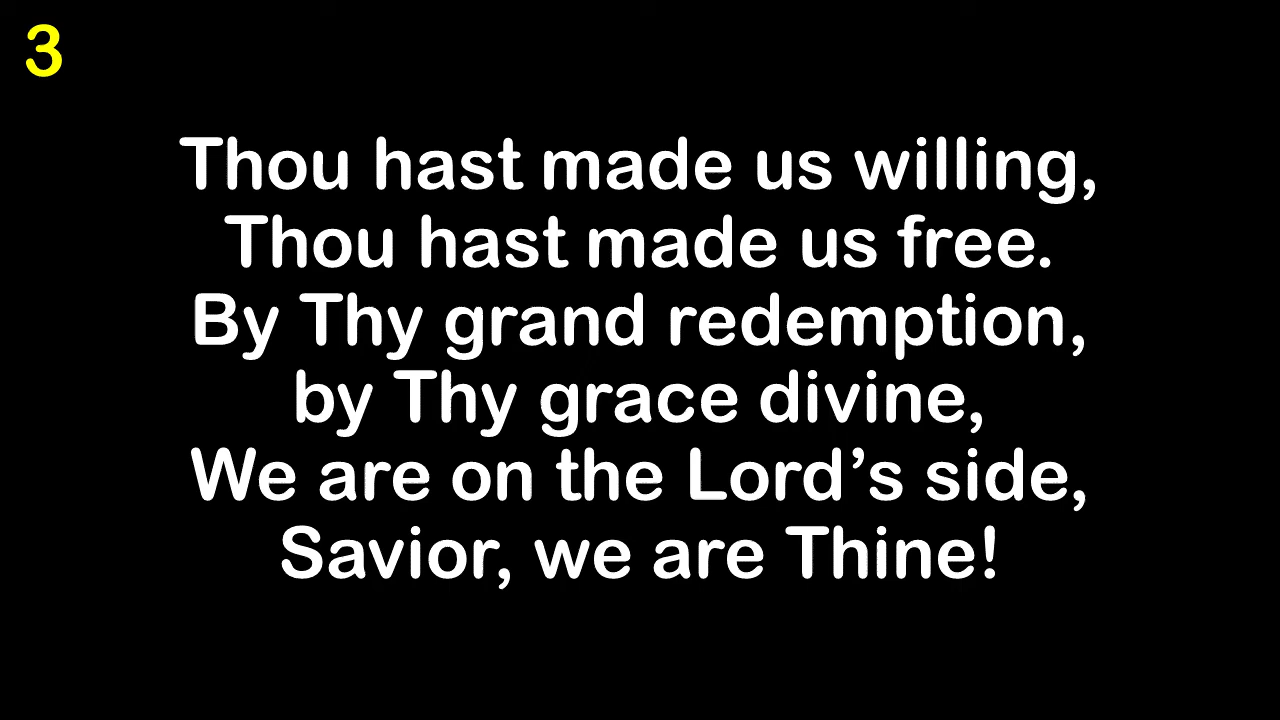 3
Thou hast made us willing,
Thou hast made us free.
By Thy grand redemption,
by Thy grace divine,
We are on the Lord’s side,
Savior, we are Thine!